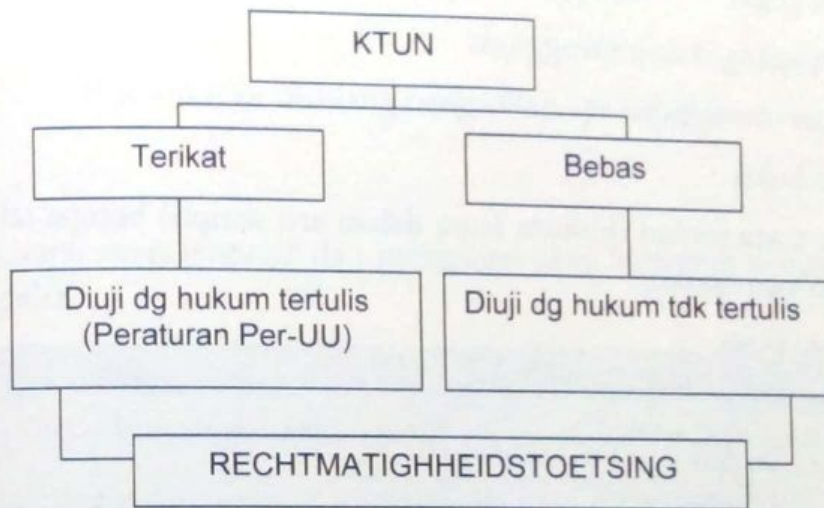 KTUN
Terikat
Bebas
Diuji dg hukum tertulis
(Peraturan Per-UU)
Diuji dg hukum tdk tertulis
RECHTMATIGHHEIDSTOETSING